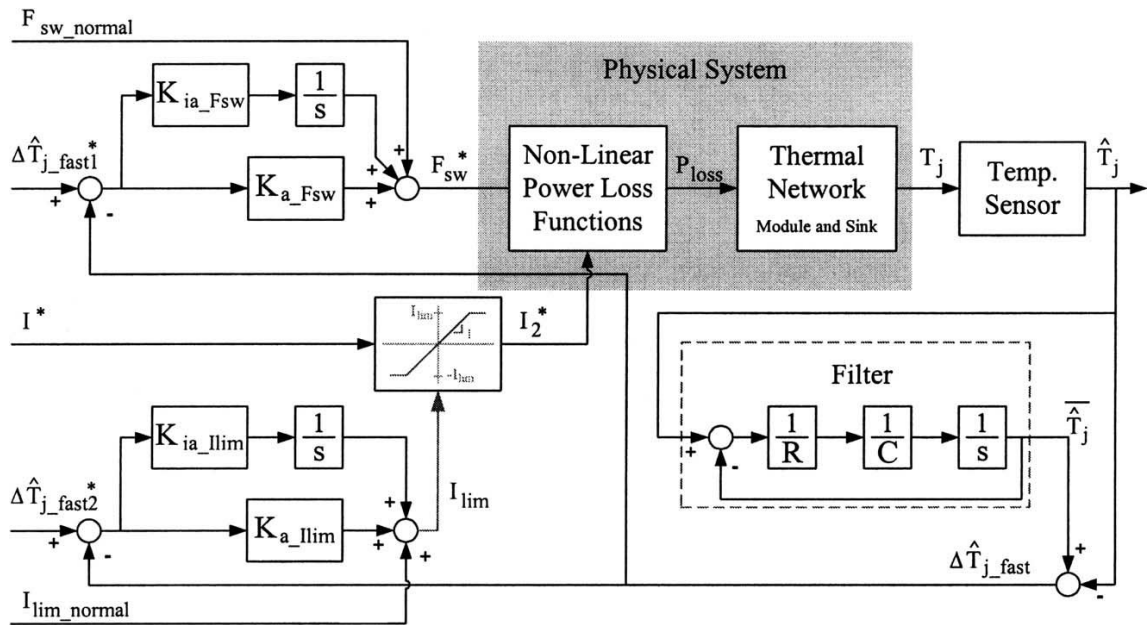 F sw_normal
Physical System
K ia_Fsw
1/s
ΔT̂ j_fast1 *
K a_Fsw
F sw *
Non-Linear
Power Loss
Functions
P loss
Thermal
Network
Module and Sink
T j
Temp.
Sensor
T̂ j
+
+
+
+
-
I *
I lim
1
-I lim
I 2 *
Filter
K ia_Ilim
1/s
1/R
1/C
1/s
T̂ j
+
-
ΔT̂ j_fast2 *
K a_Ilim
I lim
+
+
+
+
-
ΔT̂ j_fast
+
-
I lim_normal